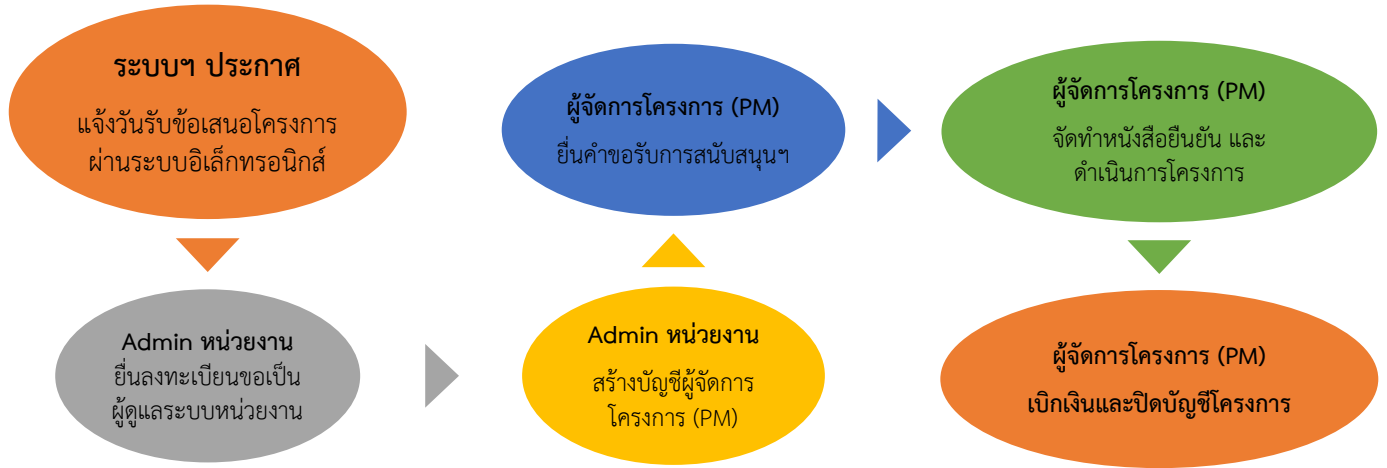 ระบบฯ ประกาศ
แจ้งวันรับข้อเสนอโครงการ
ผ่านระบบอิเล็กทรอนิกส์
Admin หน่วยงาน
ยื่นลงทะเบียนขอเป็น
ผู้ดูแลระบบหน่วยงาน
Admin หน่วยงาน
สร้างบัญชีผู้จัดการ
โครงการ (PM)
ผู้จัดการโครงการ (PM)
ยื่นคำขอรับการสนับสนุนฯ
ผู้จัดการโครงการ (PM)
จัดทำหนังสือยืนยัน และ
ดำเนินการโครงการ
ผู้จัดการโครงการ (PM)
เบิกเงินและปิดบัญชีโครงการ